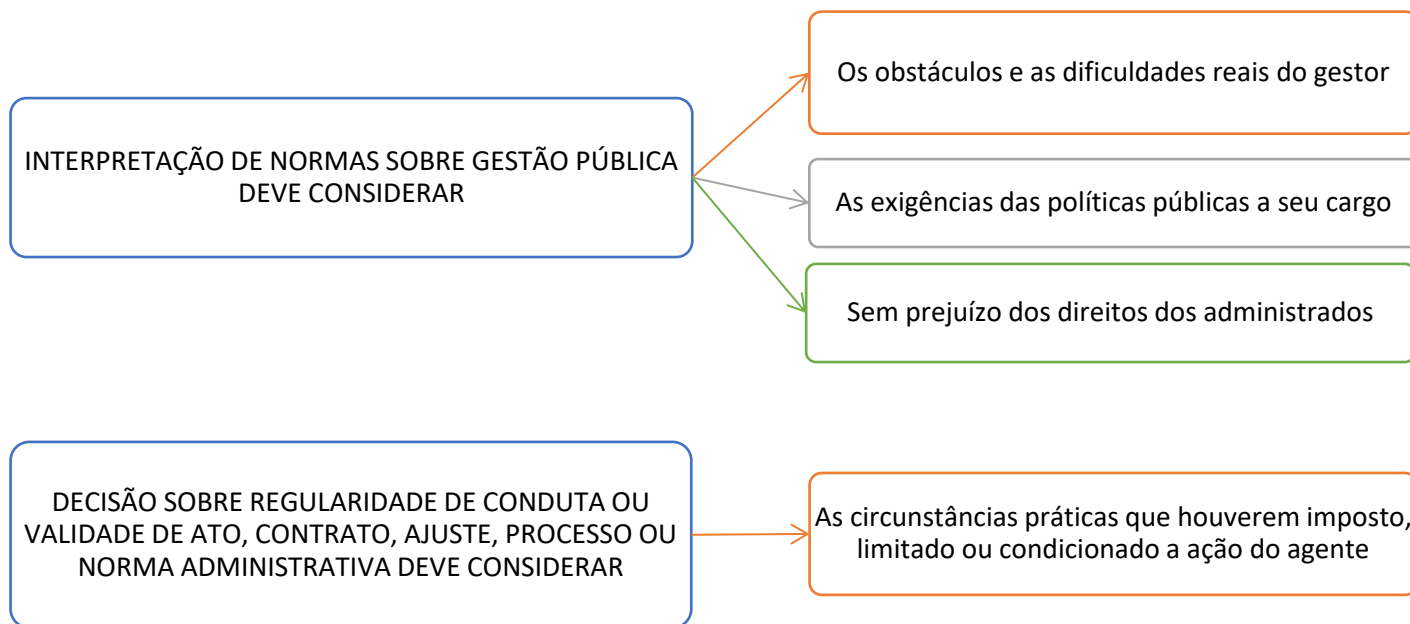 INTERPRETAÇÃO DE NORMAS SOBRE GESTÃO PÚBLICA
DEVE CONSIDERAR
Os obstáculos e as dificuldades reais do gestor
As exigências das políticas públicas a seu cargo
Sem prejuízo dos direitos dos administrados
DECISÃO SOBRE REGULARIDADE DE CONDUTA OU
VALIDADE DE ATO, CONTRATO, AJUSTE, PROCESSO OU
NORMA ADMINISTRATIVA DEVE CONSIDERAR
As circunstâncias práticas que houverem imposto,
limitado ou condicionado a ação do agente